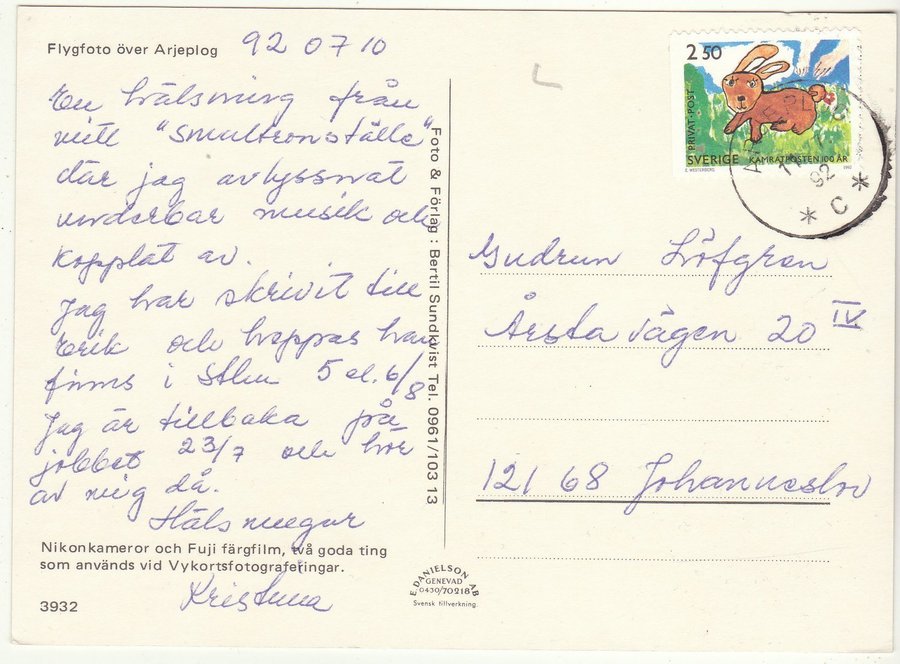 Flygfoto över Arjeplog
92 07 10
En hälsning från
mitt "Smultronställe"
där jag avlyssnat
underbar musik och
kopplat av.
Jag har skrivit till
Erik och hoppas han
finns i Sthlm 5 el. 6/8
Jag är tillbaka på
jobbet 23/7 och hör
av mig då.
Hälsningar
Kristina
Nikonkameror och Fuji färgfilm, två goda ting
som används vid Vykortsfotograferingar.
3932
Foto & Förlag : Bertil Sundkvist Tel. 0961/103 13
E. DANIELSON AB
GENEVAD
0430/70218
Svensk tillverkning.
2 50
PRIVAT-POST
SVERIGE KAMRATPOSTEN 100 ÅR
E. WESTERBERG 1992
92
* C *
Gudrun Löfgren
Årsta Vägen 20 IV
121 68 Johanneshov